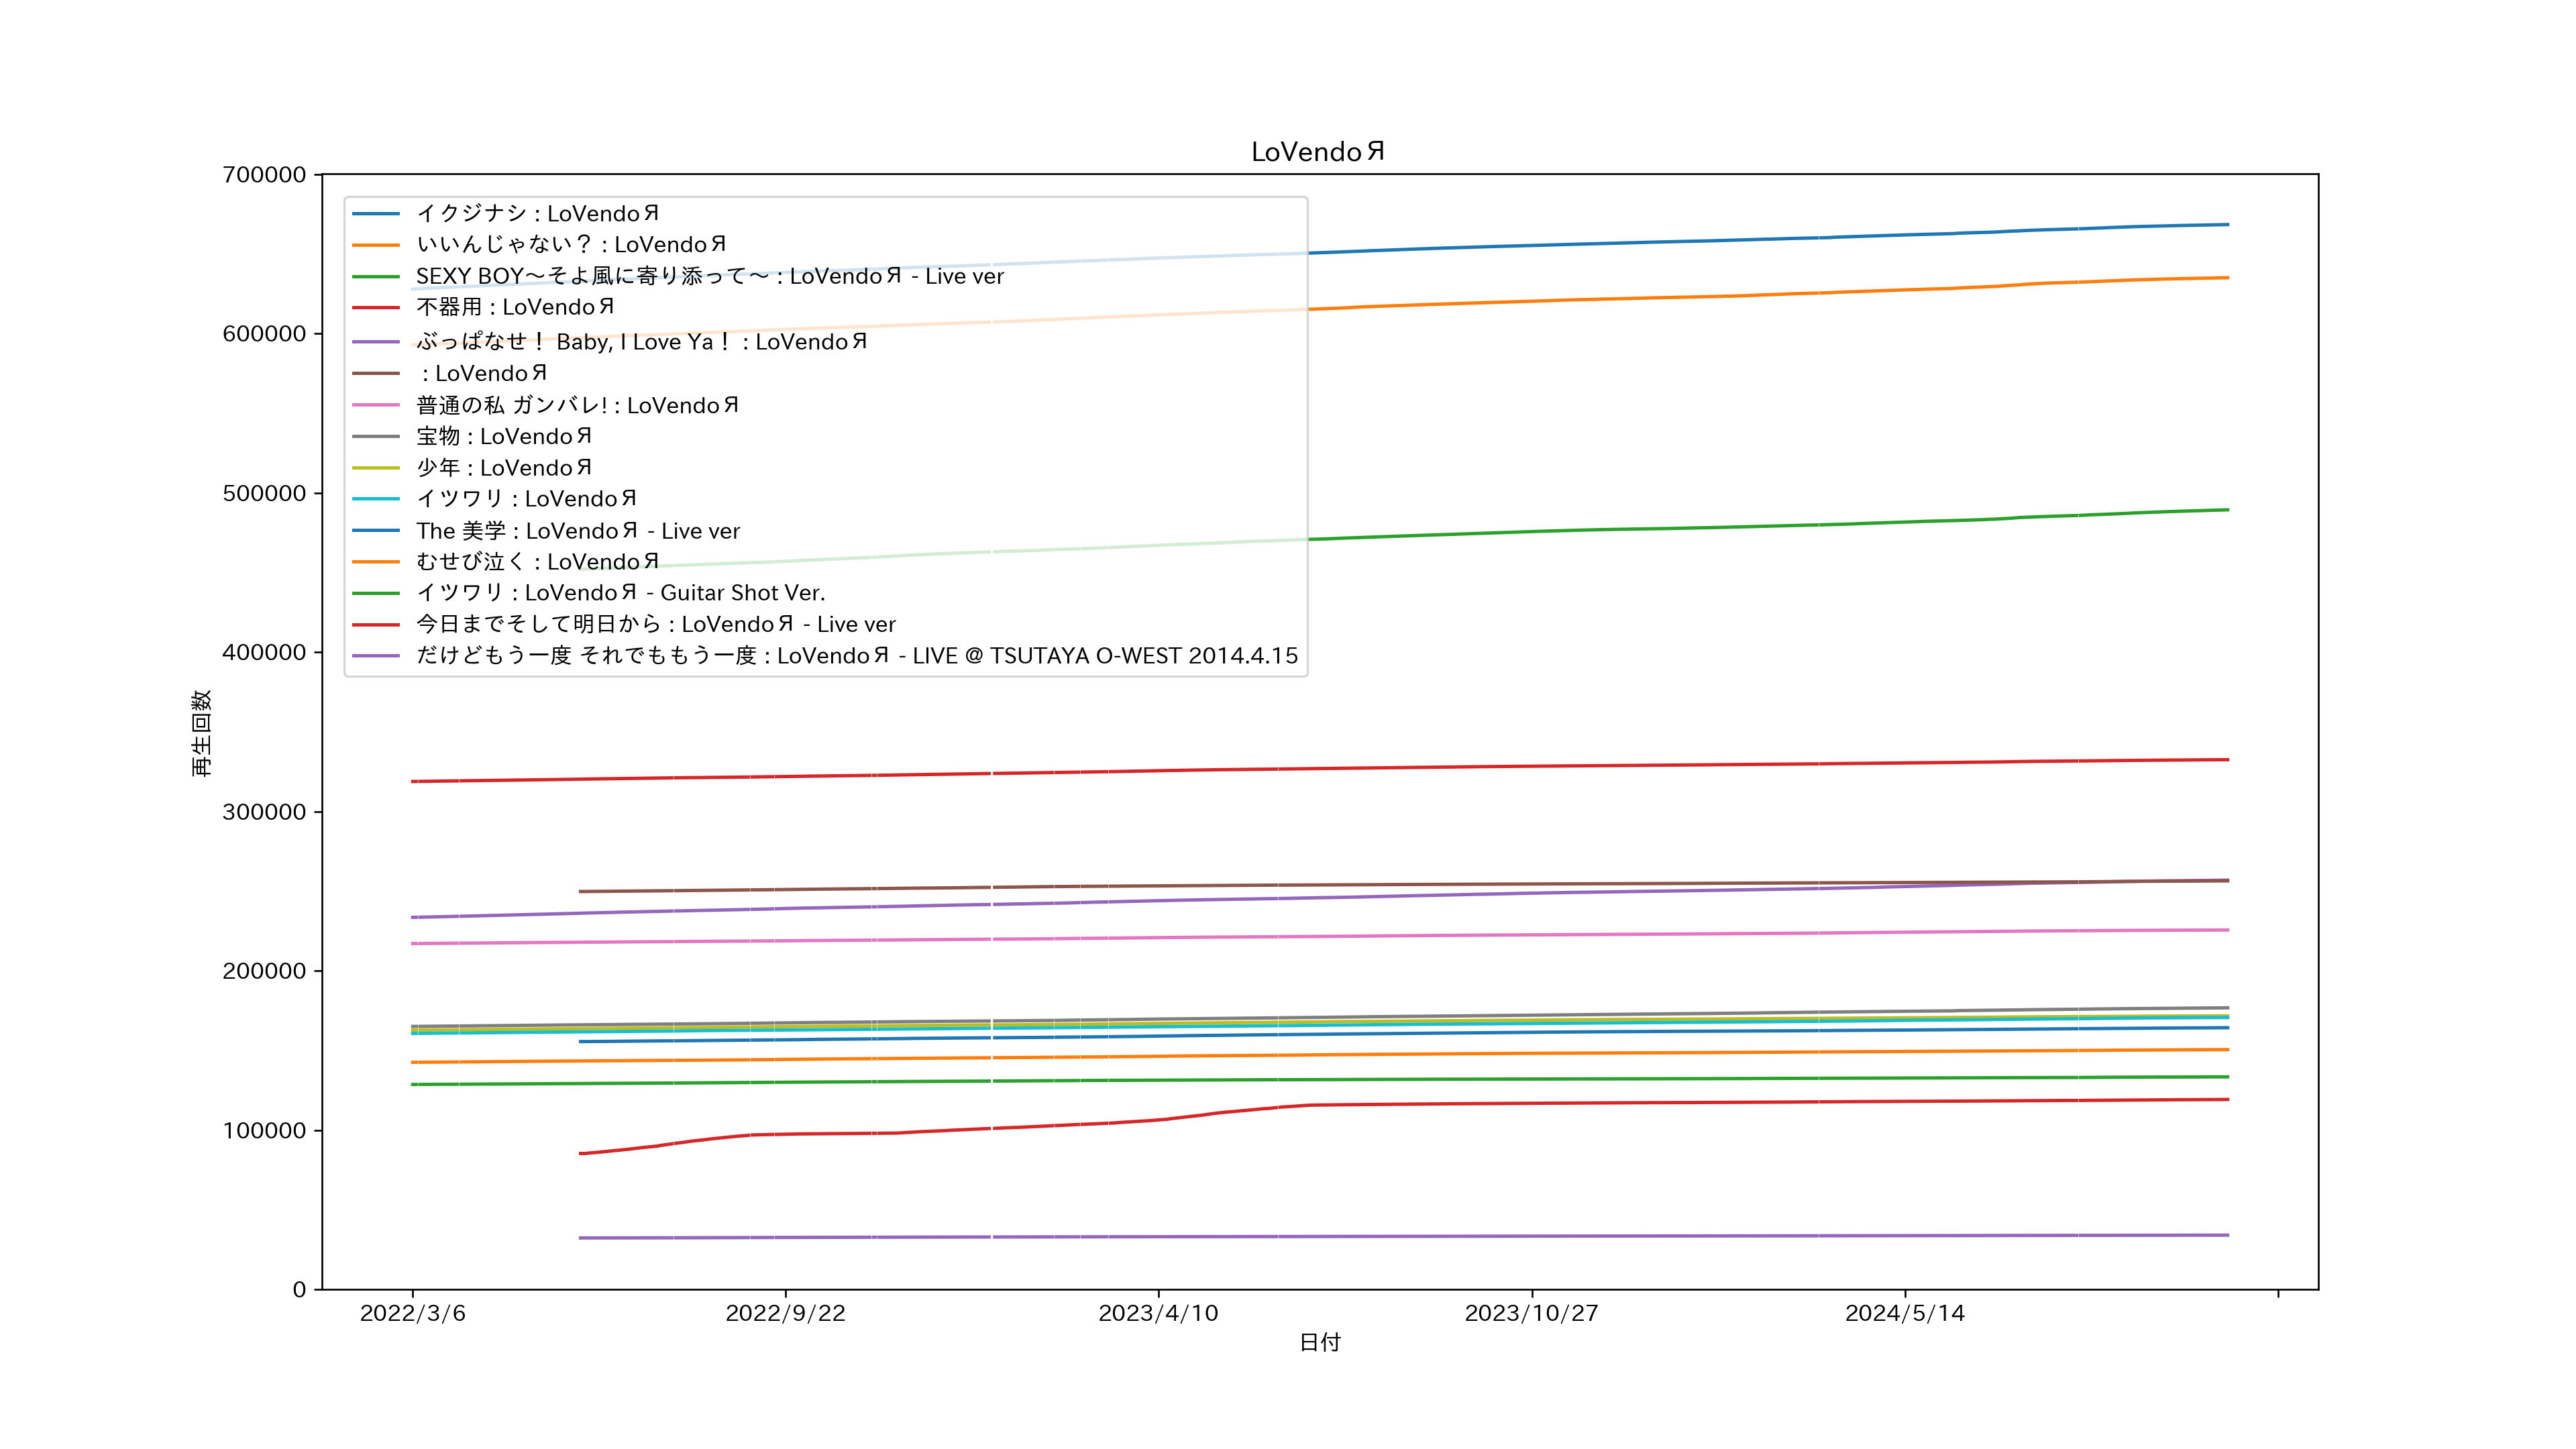 LoVendoЯ
700000
600000
500000
400000
300000
200000
100000
0
再生回数
イクジナシ : LoVendoЯ
いいんじゃない？ : LoVendoЯ
SEXY BOY～そよ風に寄り添って～ : LoVendoЯ - Live ver
不器用 : LoVendoЯ
ぶっぱなせ！ Baby, I Love Ya！ : LoVendoЯ
: LoVendoЯ
普通の私 ガンバレ! : LoVendoЯ
宝物 : LoVendoЯ
少年 : LoVendoЯ
イツワリ : LoVendoЯ
The 美学 : LoVendoЯ - Live ver
むせび泣く : LoVendoЯ
イツワリ : LoVendoЯ - Guitar Shot Ver.
今日までそして明日から : LoVendoЯ - Live ver
だけどもう一度 それでももう一度 : LoVendoЯ - LIVE @ TSUTAYA O-WEST 2014.4.15
2022/3/6
2022/9/22
2023/4/10
2023/10/27
2024/5/14
日付